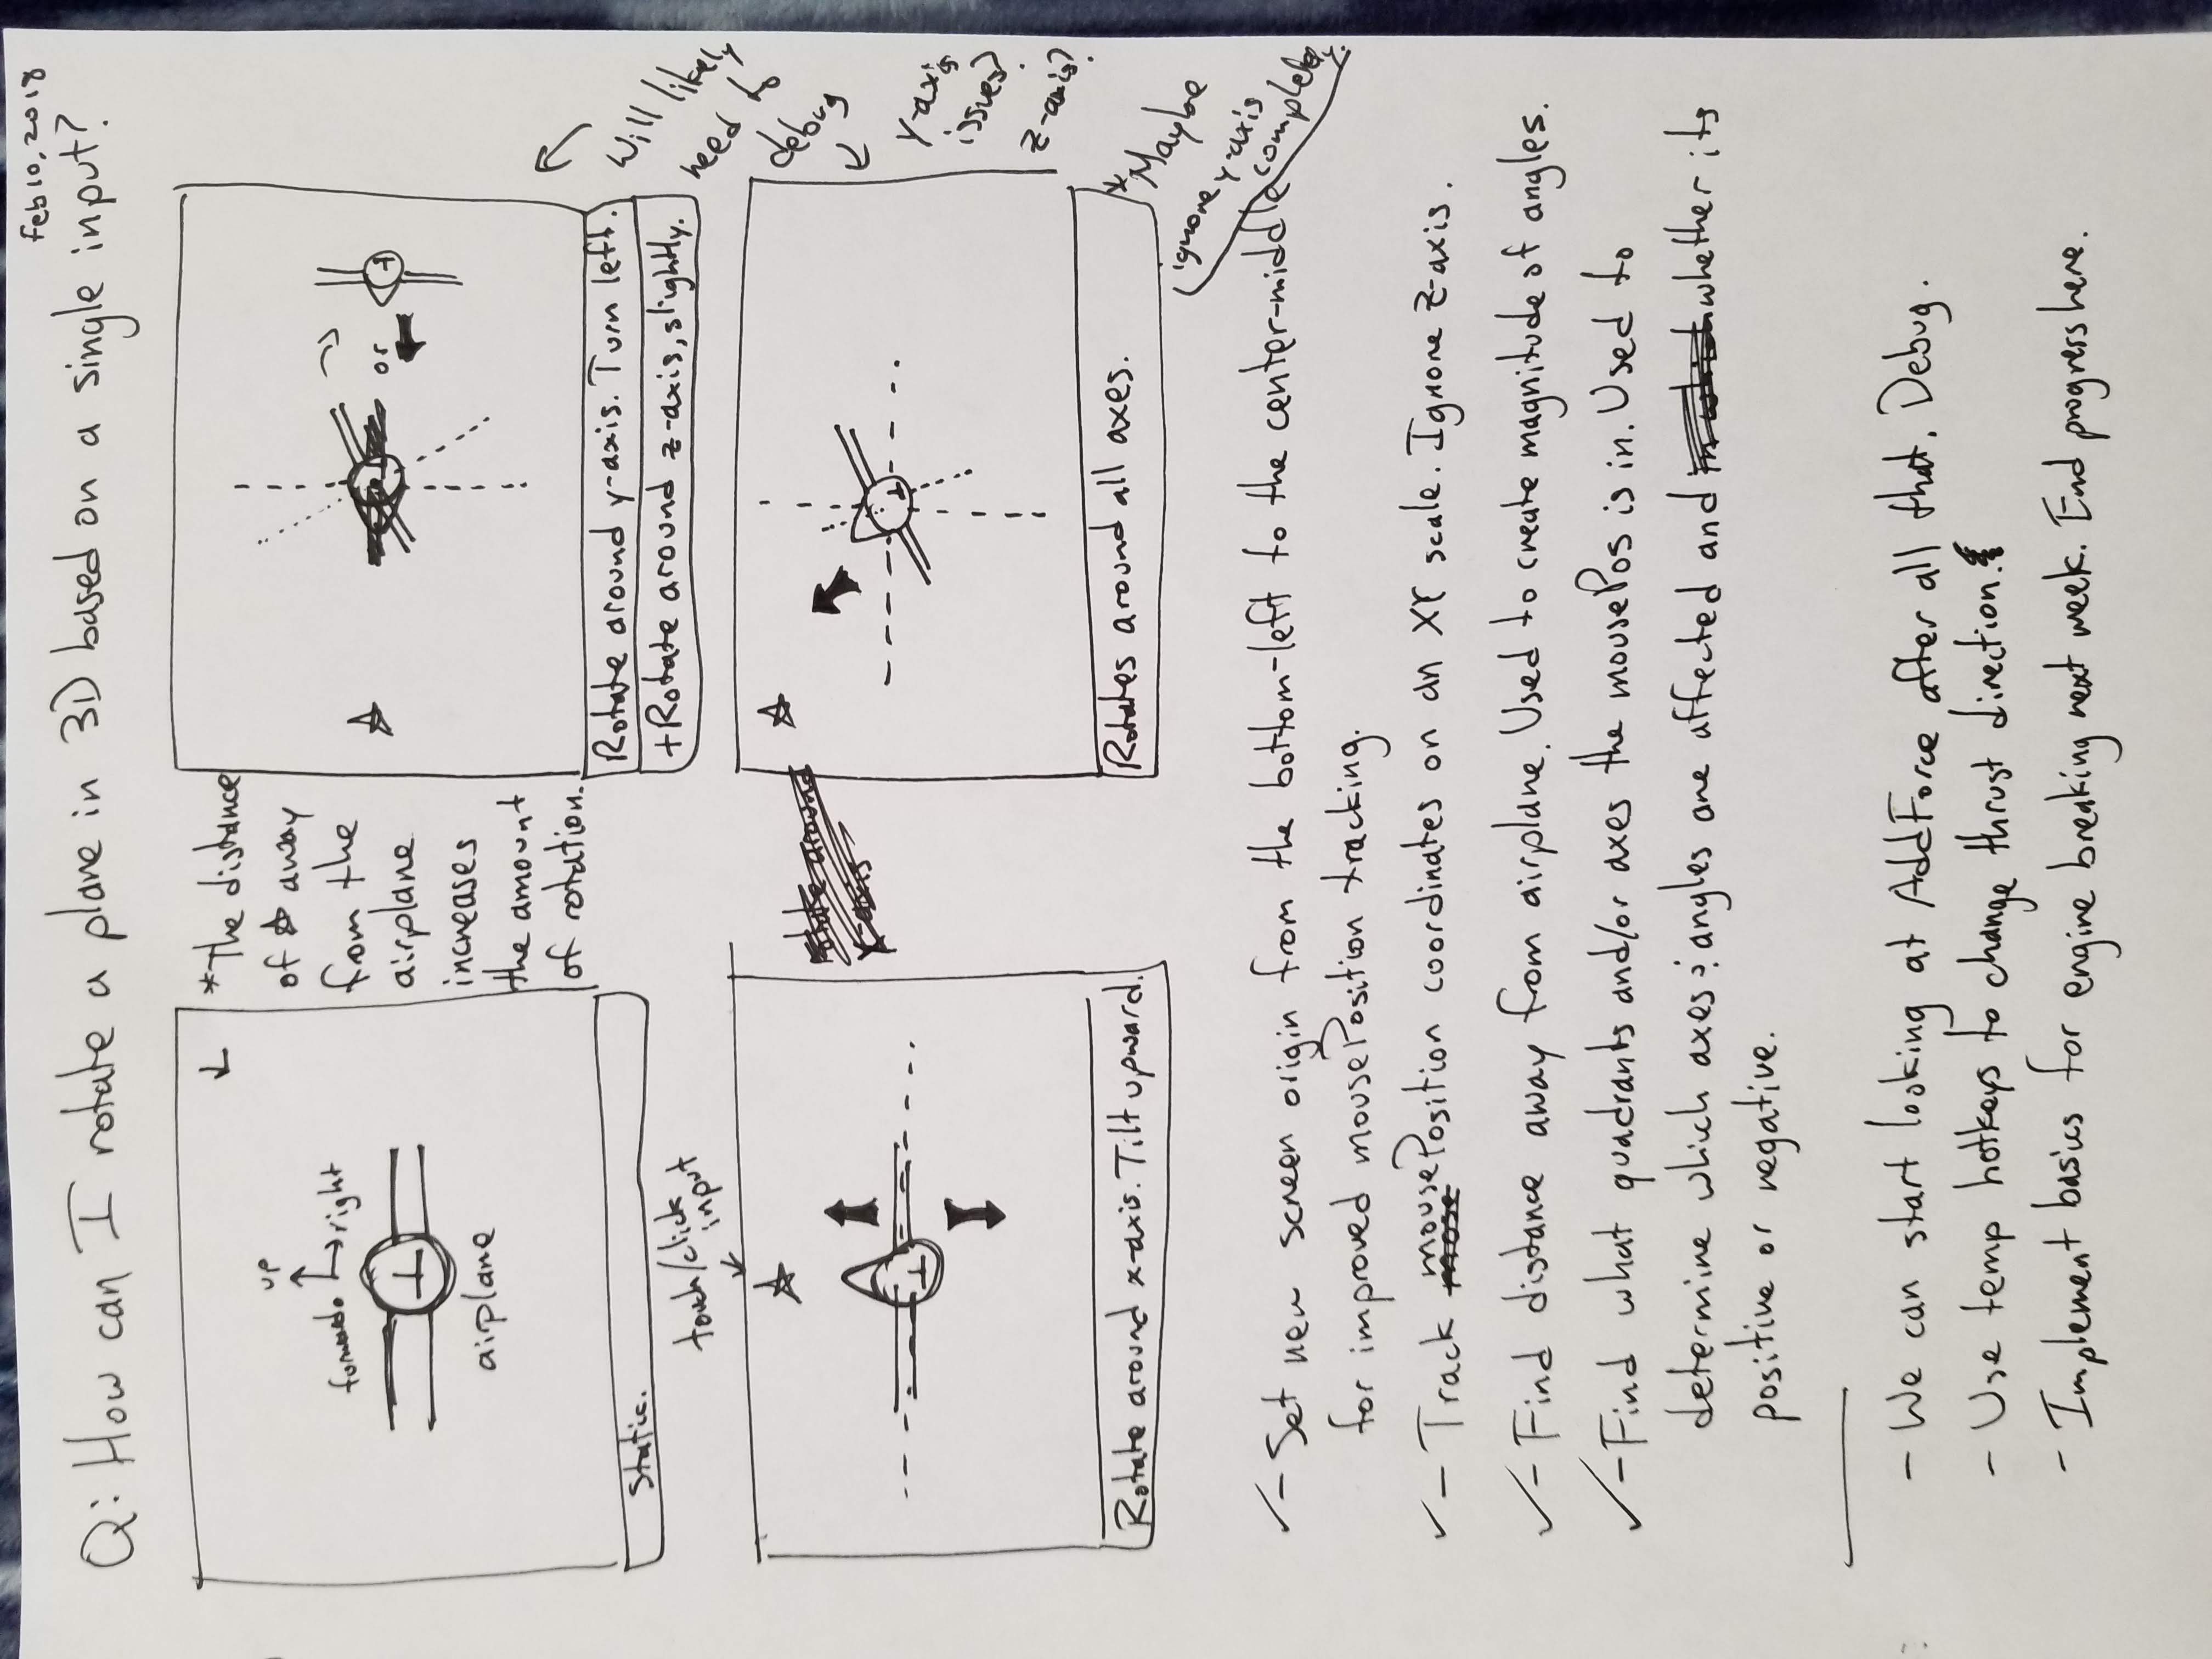 Feb 10, 2018
Q: How can I rotate a plane in 3D based on a single input?
up
forwards
right
airplane
Static.
*The distance
of ☆ away
from the
airplane
increases
the amount
of rotation.
or
Rotate around y-axis. Turn left.
+Rotate around z-axis, slightly.
touch/click
input
Rotate around x-axis. Tilt upward.
rotate around
y-axis
Rotates around all axes.
Will likely
need to
debug
Y-axis
issues?
z-axis?
*Maybe
ignore y-axis
completely.
✓ - Set new screen origin from the bottom-left to the center-middle
for improved mousePosition tracking.
✓ - Track mose mousePosition coordinates on an XY scale. Ignore Z-axis.
✓ - Find distance away from airplane. Used to create magnitude of angles.
✓ - Find what quadrants and/or axes the mousePos is in. Used to
determine which axes & angles are affected and in which whether its
positive or negative.
- We can start looking at AddForce after all that. Debug.
- Use temp hotkeys to change thrust direction.
- Implement basics for engine breaking next week. End progress here.